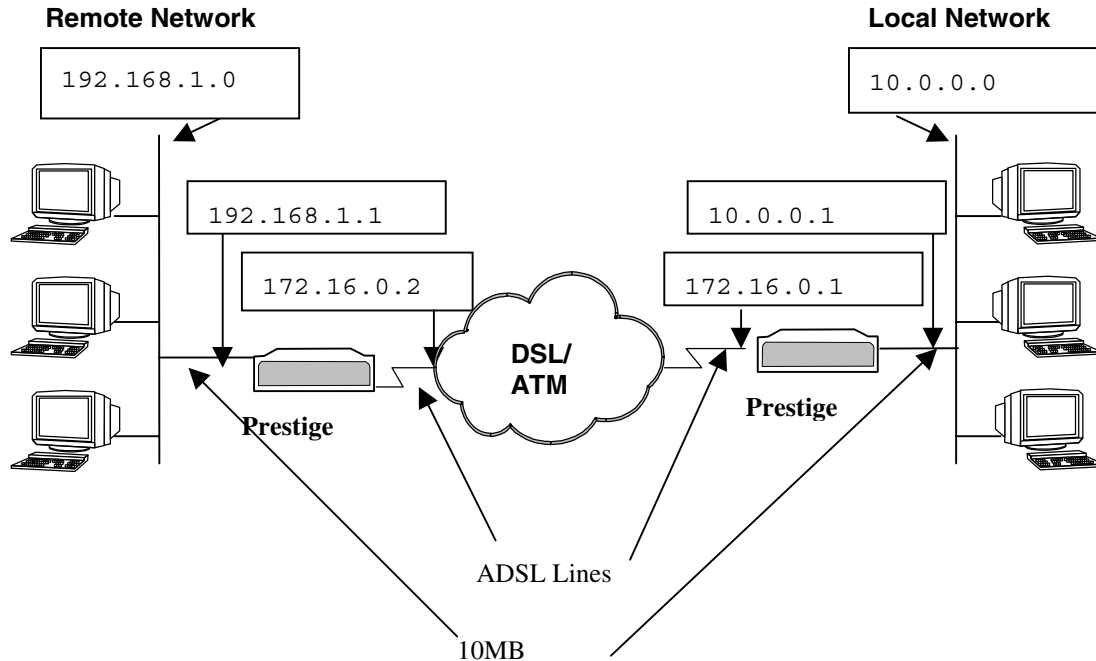 Remote Network
Local Network
192.168.1.0
10.0.0.0
192.168.1.1
10.0.0.1
172.16.0.2
172.16.0.1
DSL/
ATM
Prestige
Prestige
ADSL Lines
10MB